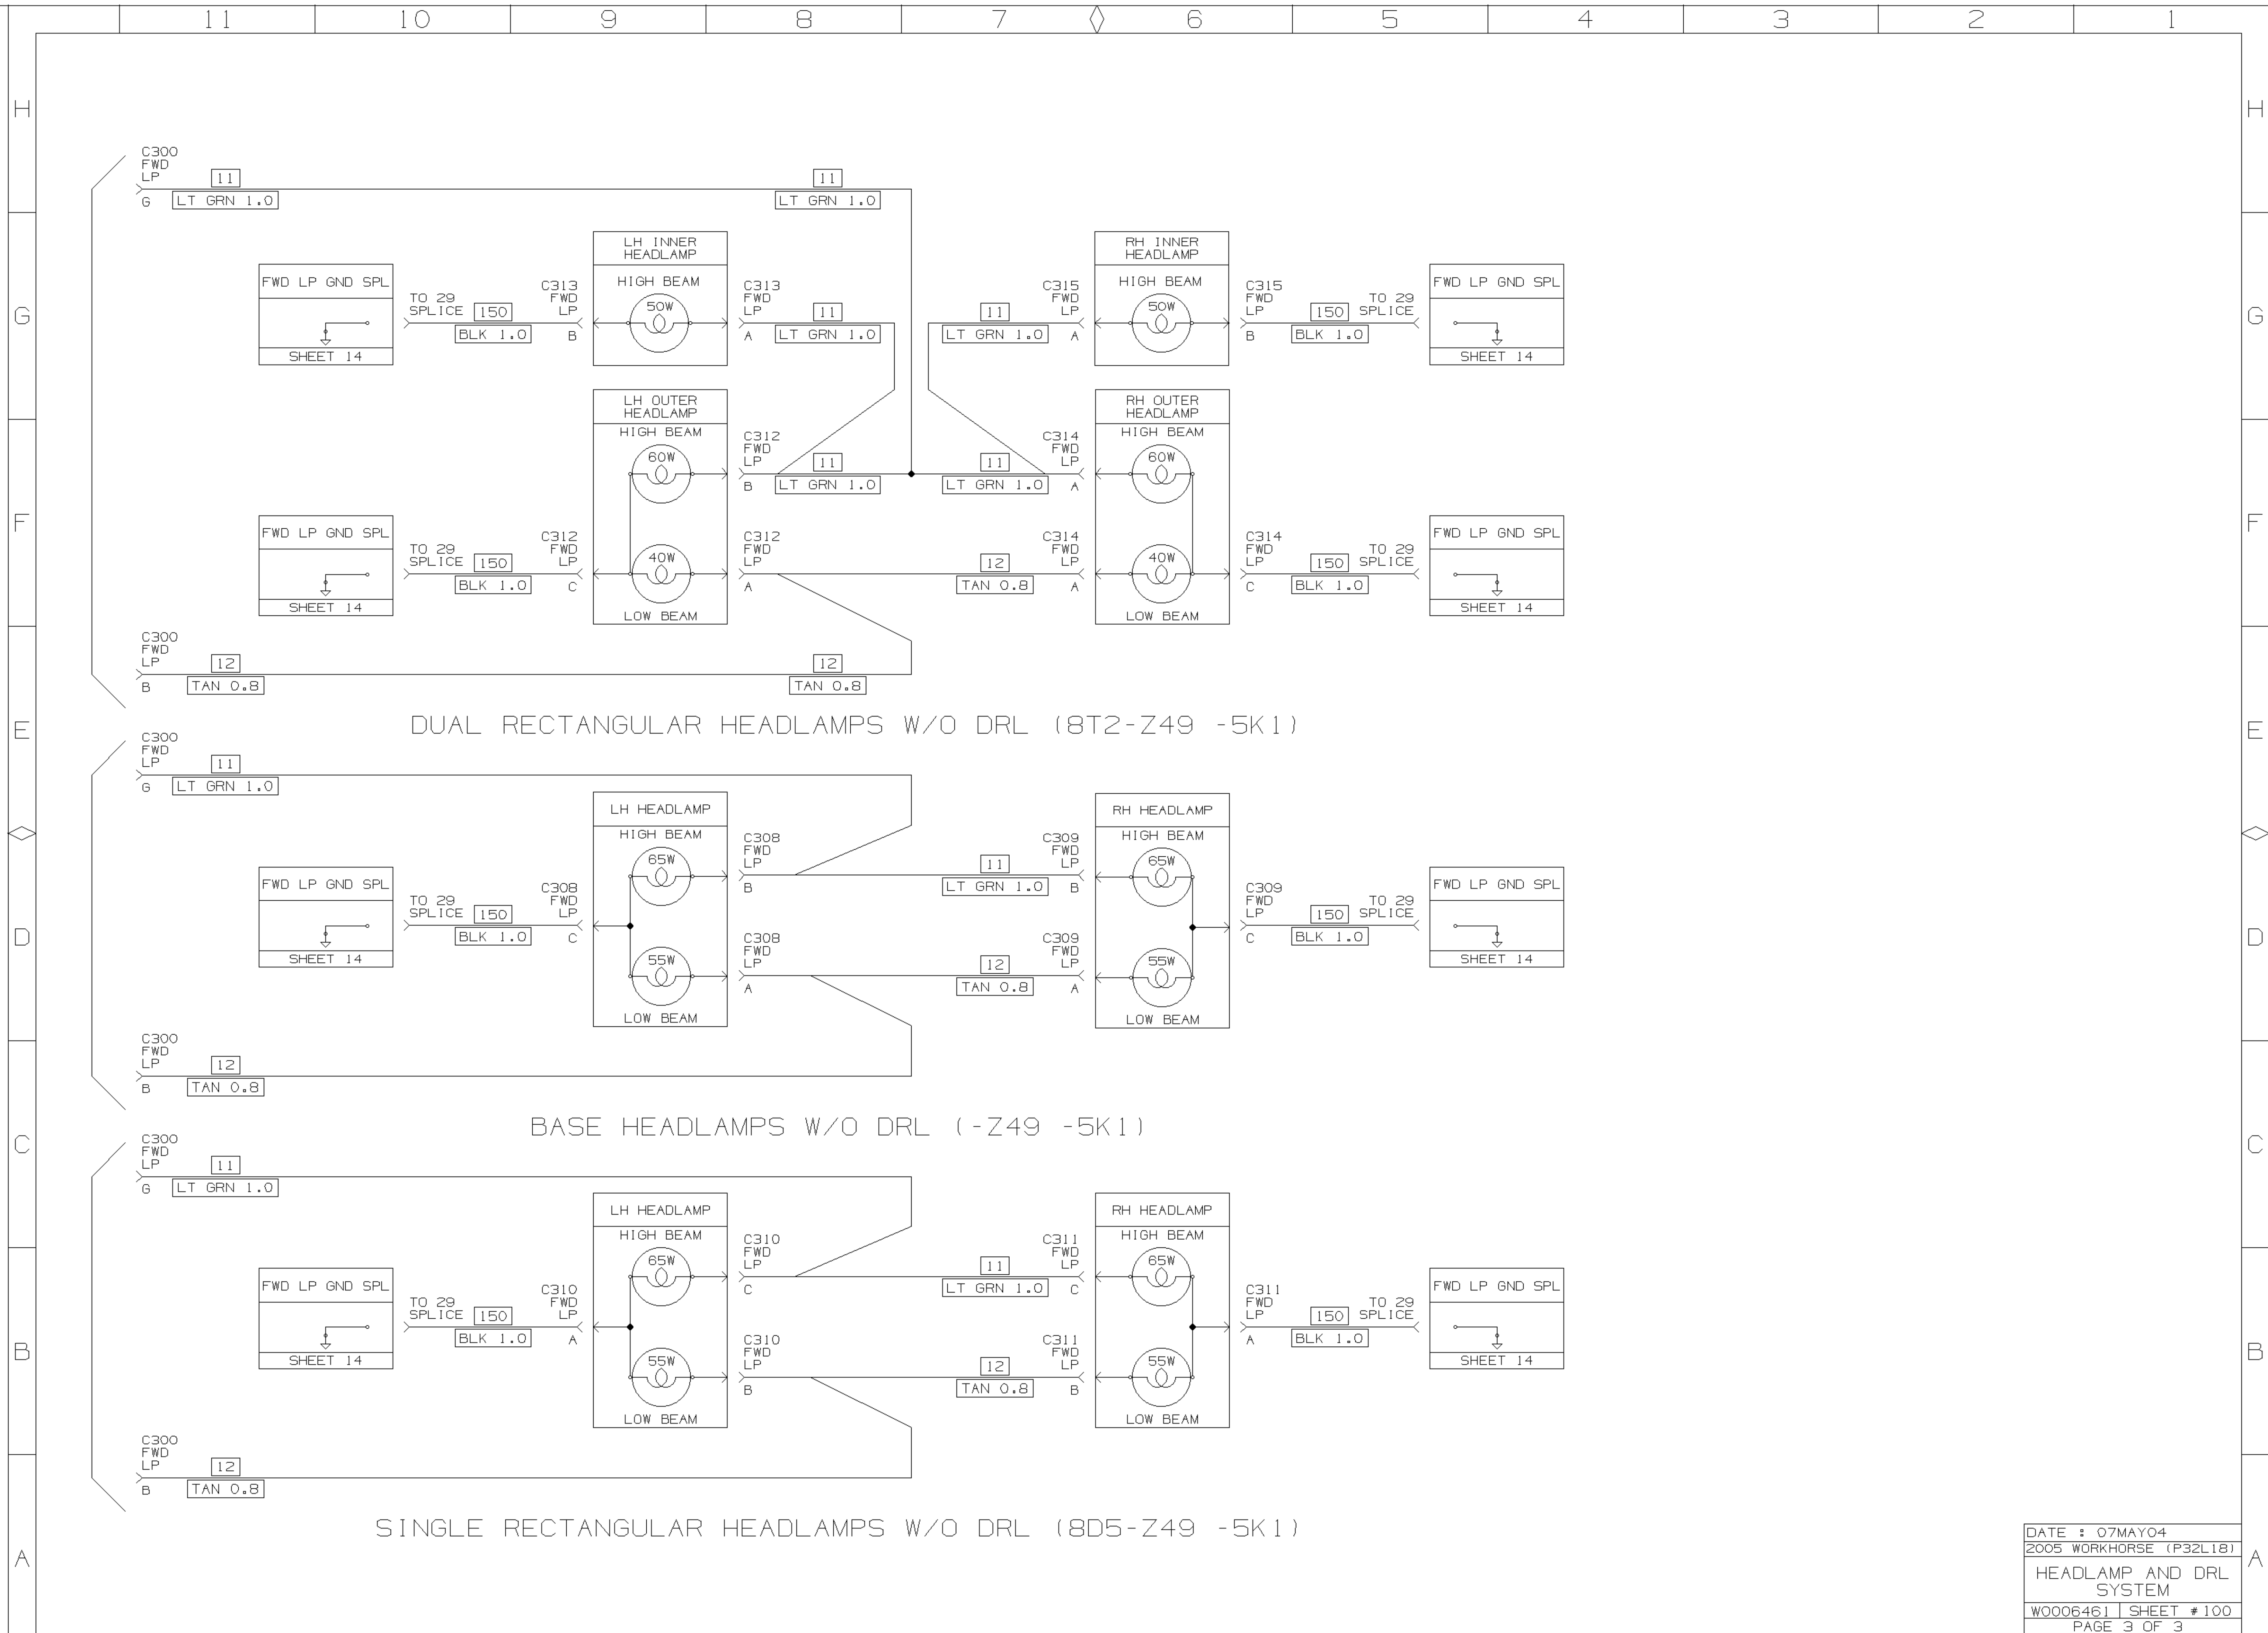 11 10 9 8 7 6 5 4 3 2 1
H
H
G
G
F
F
E
E
D
D
C
C
B
B
A
A
C300
FWD
LP
G
11
LT GRN 1.0
11
LT GRN 1.0
FWD LP GND SPL
SHEET 14
TO 29
SPLICE
150
BLK 1.0
C313
FWD
LP
B
LH INNER
HEADLAMP
HIGH BEAM
50W
C313
FWD
LP
A
11
LT GRN 1.0
11
LT GRN 1.0
C315
FWD
LP
A
RH INNER
HEADLAMP
HIGH BEAM
50W
C315
FWD
LP
B
150
BLK 1.0
TO 29
SPLICE
FWD LP GND SPL
SHEET 14
LH OUTER
HEADLAMP
HIGH BEAM
60W
C312
FWD
LP
B
11
LT GRN 1.0
11
LT GRN 1.0
C314
FWD
LP
A
RH OUTER
HEADLAMP
HIGH BEAM
60W
FWD LP GND SPL
SHEET 14
TO 29
SPLICE
150
BLK 1.0
C312
FWD
LP
C
40W
LOW BEAM
C312
FWD
LP
A
12
TAN 0.8
C314
FWD
LP
A
40W
LOW BEAM
C314
FWD
LP
C
150
BLK 1.0
TO 29
SPLICE
FWD LP GND SPL
SHEET 14
C300
FWD
LP
B
12
TAN 0.8
12
TAN 0.8
DUAL RECTANGULAR HEADLAMPS W/O DRL (8T2-Z49 -5K1)
C300
FWD
LP
G
11
LT GRN 1.0
FWD LP GND SPL
SHEET 14
TO 29
SPLICE
150
BLK 1.0
C308
FWD
LP
C
LH HEADLAMP
HIGH BEAM
65W
55W
LOW BEAM
C308
FWD
LP
B
C308
FWD
LP
A
11
LT GRN 1.0
C309
FWD
LP
B
12
TAN 0.8
C309
FWD
LP
A
RH HEADLAMP
HIGH BEAM
65W
55W
LOW BEAM
C309
FWD
LP
C
150
BLK 1.0
TO 29
SPLICE
FWD LP GND SPL
SHEET 14
C300
FWD
LP
B
12
TAN 0.8
BASE HEADLAMPS W/O DRL (-Z49 -5K1)
C300
FWD
LP
G
11
LT GRN 1.0
FWD LP GND SPL
SHEET 14
TO 29
SPLICE
150
BLK 1.0
C310
FWD
LP
A
LH HEADLAMP
HIGH BEAM
65W
55W
LOW BEAM
C310
FWD
LP
C
C310
FWD
LP
B
11
LT GRN 1.0
C311
FWD
LP
C
12
TAN 0.8
C311
FWD
LP
B
RH HEADLAMP
HIGH BEAM
65W
55W
LOW BEAM
C311
FWD
LP
A
150
BLK 1.0
TO 29
SPLICE
FWD LP GND SPL
SHEET 14
C300
FWD
LP
B
12
TAN 0.8
SINGLE RECTANGULAR HEADLAMPS W/O DRL (8D5-Z49 -5K1)
DATE : 07MAY04
2005 WORKHORSE (P32L18)
HEADLAMP AND DRL
SYSTEM
W0006461 SHEET #100
PAGE 3 OF 3